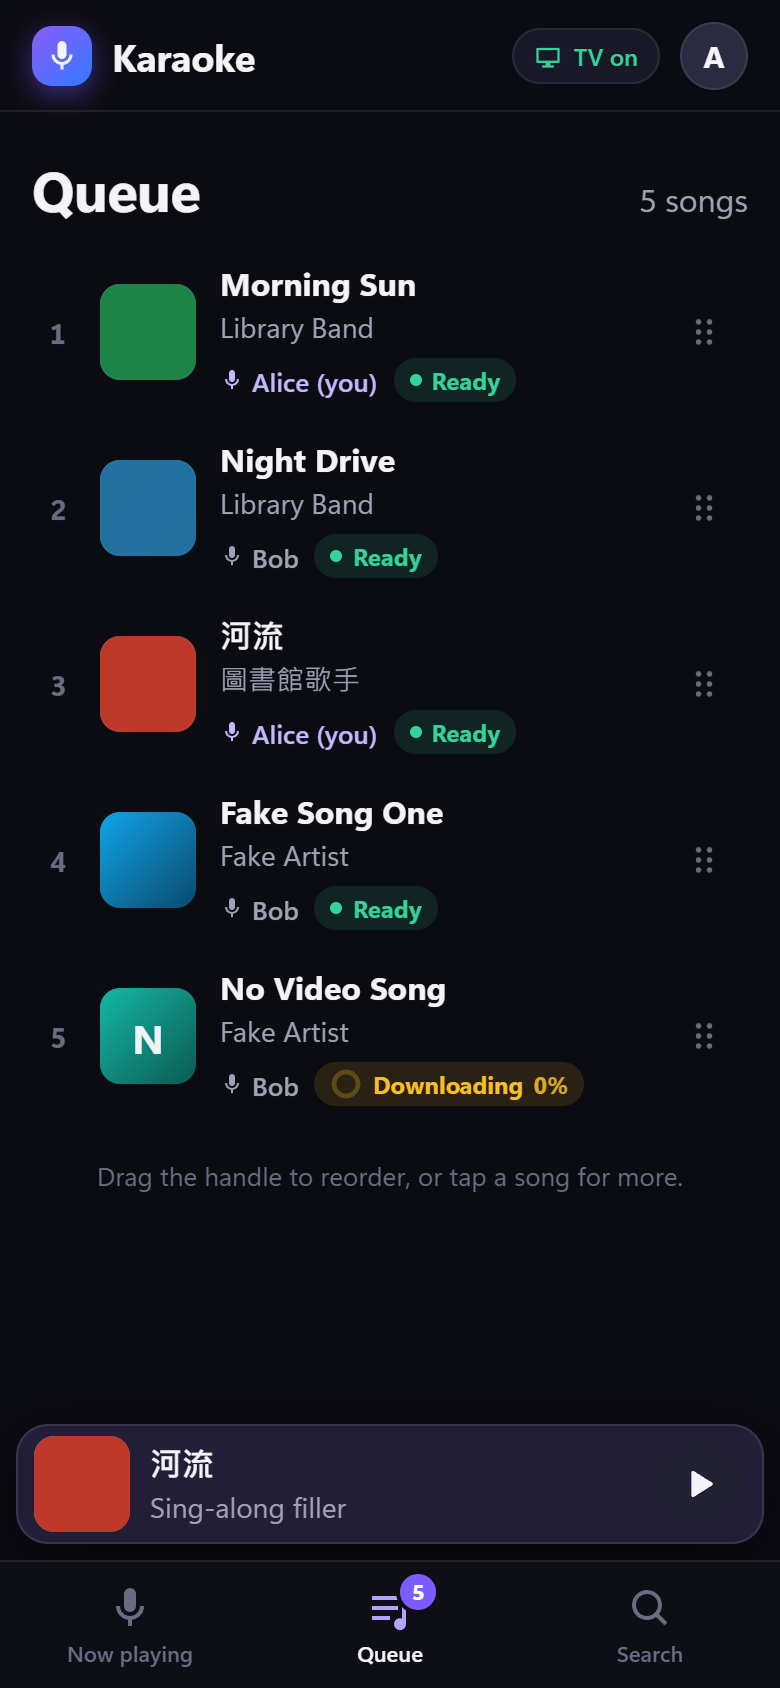 Karaoke
TV on
A
Queue
5 songs
1
Morning Sun
Library Band
Alice (you)
Ready
2
Night Drive
Library Band
Bob
Ready
3
河流
圖書館歌手
Alice (you)
Ready
4
Fake Song One
Fake Artist
Bob
Ready
5
N
No Video Song
Fake Artist
Bob
Downloading 0%
Drag the handle to reorder, or tap a song for more.
河流
Sing-along filler
5
Now playing
Queue
Search